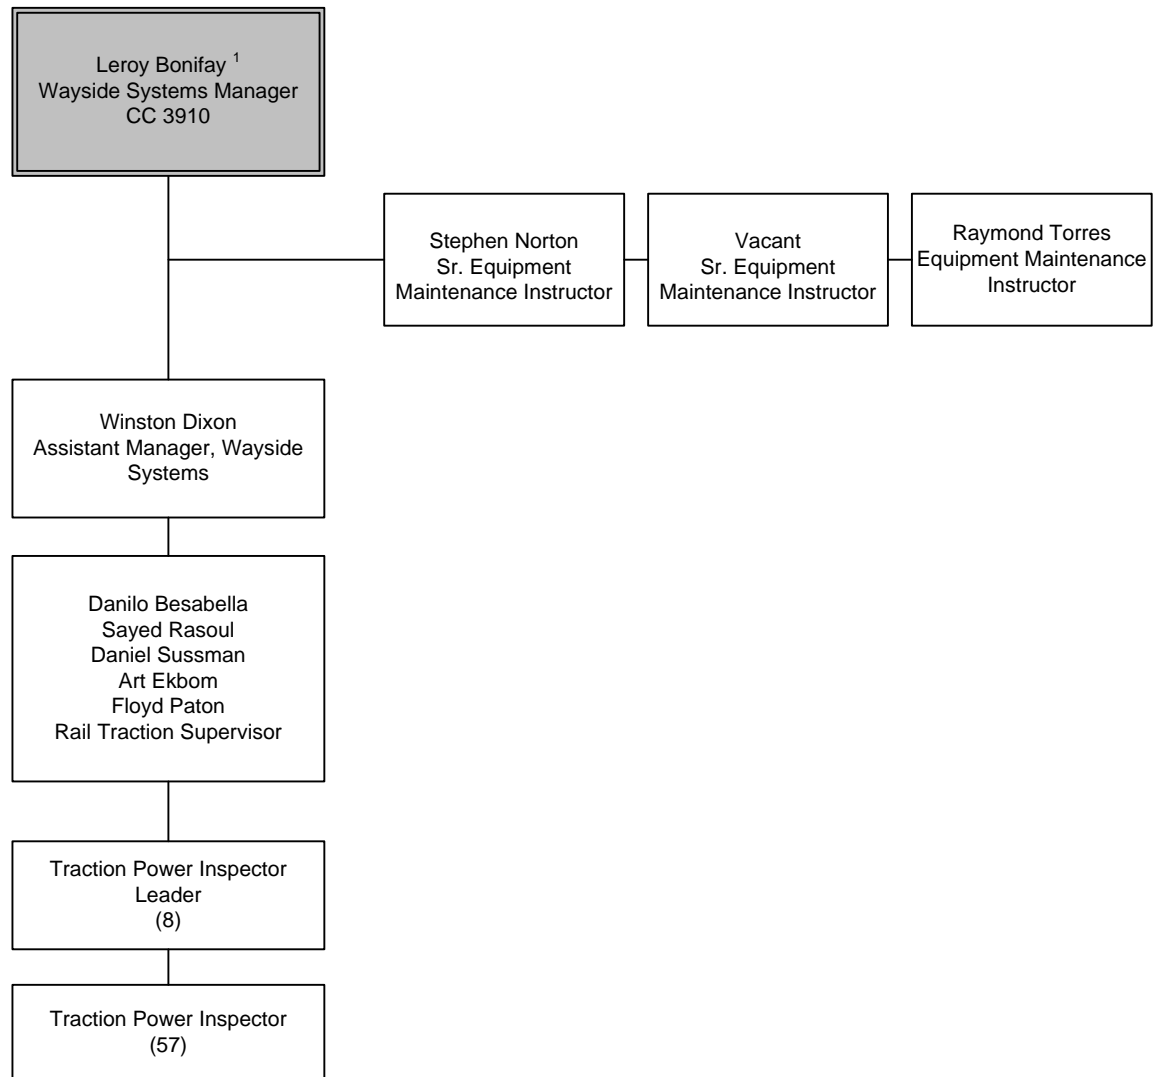 Leroy Bonifay 1
Wayside Systems Manager
CC 3910
Stephen Norton
Sr. Equipment
Maintenance Instructor
Vacant
Sr. Equipment
Maintenance Instructor
Raymond Torres
Equipment Maintenance
Instructor
Winston Dixon
Assistant Manager, Wayside
Systems
Danilo Besabella
Sayed Rasoul
Daniel Sussman
Art Ekbom
Floyd Paton
Rail Traction Supervisor
Traction Power Inspector
Leader
(8)
Traction Power Inspector
(57)